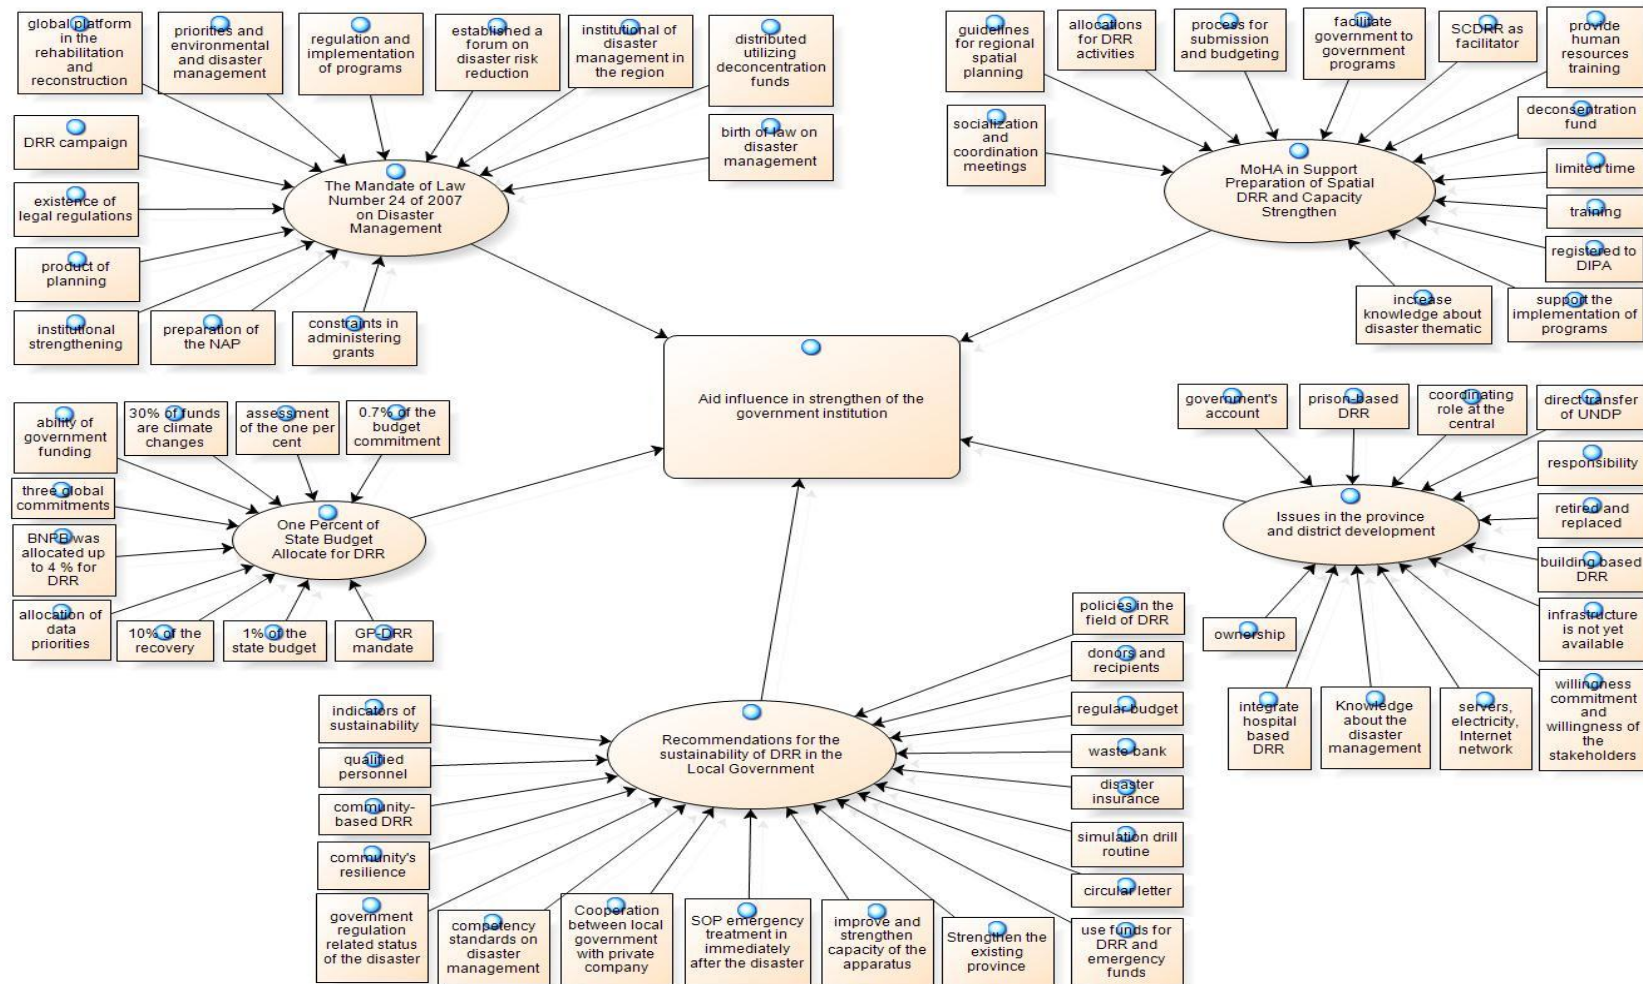 global platform
in the
rehabilitation
and
reconstruction
priorities and
environmental
and disaster
management
regulation and
implementation
of programs
established a
forum on
disaster risk
reduction
institutional of
disaster
management in
the region
distributed
utilizing
deconcentration
funds
DRR campaign
birth of law on
disaster
management
existence of
legal regulations
The Mandate of Law
Number 24 of 2007
on Disaster
Management
product of
planning
institutional
strengthening
preparation of
the NAP
constraints in
administering
grants
guidelines
for regional
spatial
planning
allocations
for DRR
activities
process for
submission
and budgeting
facilitate
government to
government
programs
SCDRR as
facilitator
provide
human
resources
training
socialization
and
coordination
meetings
deconsentration
fund
MoHA in Support
Preparation of Spatial
DRR and Capacity
Strengthen
limited time
training
registered to
DIPA
increase
knowledge about
disaster thematic
support the
implementation of
programs
Aid influence in strengthen of the
government institution
ability of
government
funding
30% of funds
are climate
changes
assessment
of the one per
cent
0.7% of the
budget
commitment
three global
commitments
BNPB was
allocated up
to 4 % for
DRR
One Percent of
State Budget
Allocate for DRR
allocation of
data
priorities
10% of the
recovery
1% of the
state budget
GP-DRR
mandate
government's
account
prison-based
DRR
coordinating
role at the
central
direct transfer
of UNDP
responsibility
Issues in the province
and district development
retired and
replaced
building based
DRR
infrastructure
is not yet
available
ownership
integrate
hospital
based
DRR
Knowledge
about the
disaster
management
servers,
electricity,
Internet
network
willingness
commitment
and
willingness of
the
stakeholders
policies in the
field of DRR
donors and
recipients
regular budget
waste bank
disaster
insurance
simulation drill
routine
circular letter
use funds for
DRR and
emergency
funds
indicators of
sustainability
qualified
personnel
community-
based DRR
community's
resilience
Recommendations for the
sustainability of DRR in the
Local Government
government
regulation
related status
of the disaster
competency
standards on
disaster
management
Cooperation
between local
government
with private
company
SOP emergency
treatment in
immediately
after the disaster
improve and
strengthen
capacity of the
apparatus
Strengthen the
existing
province